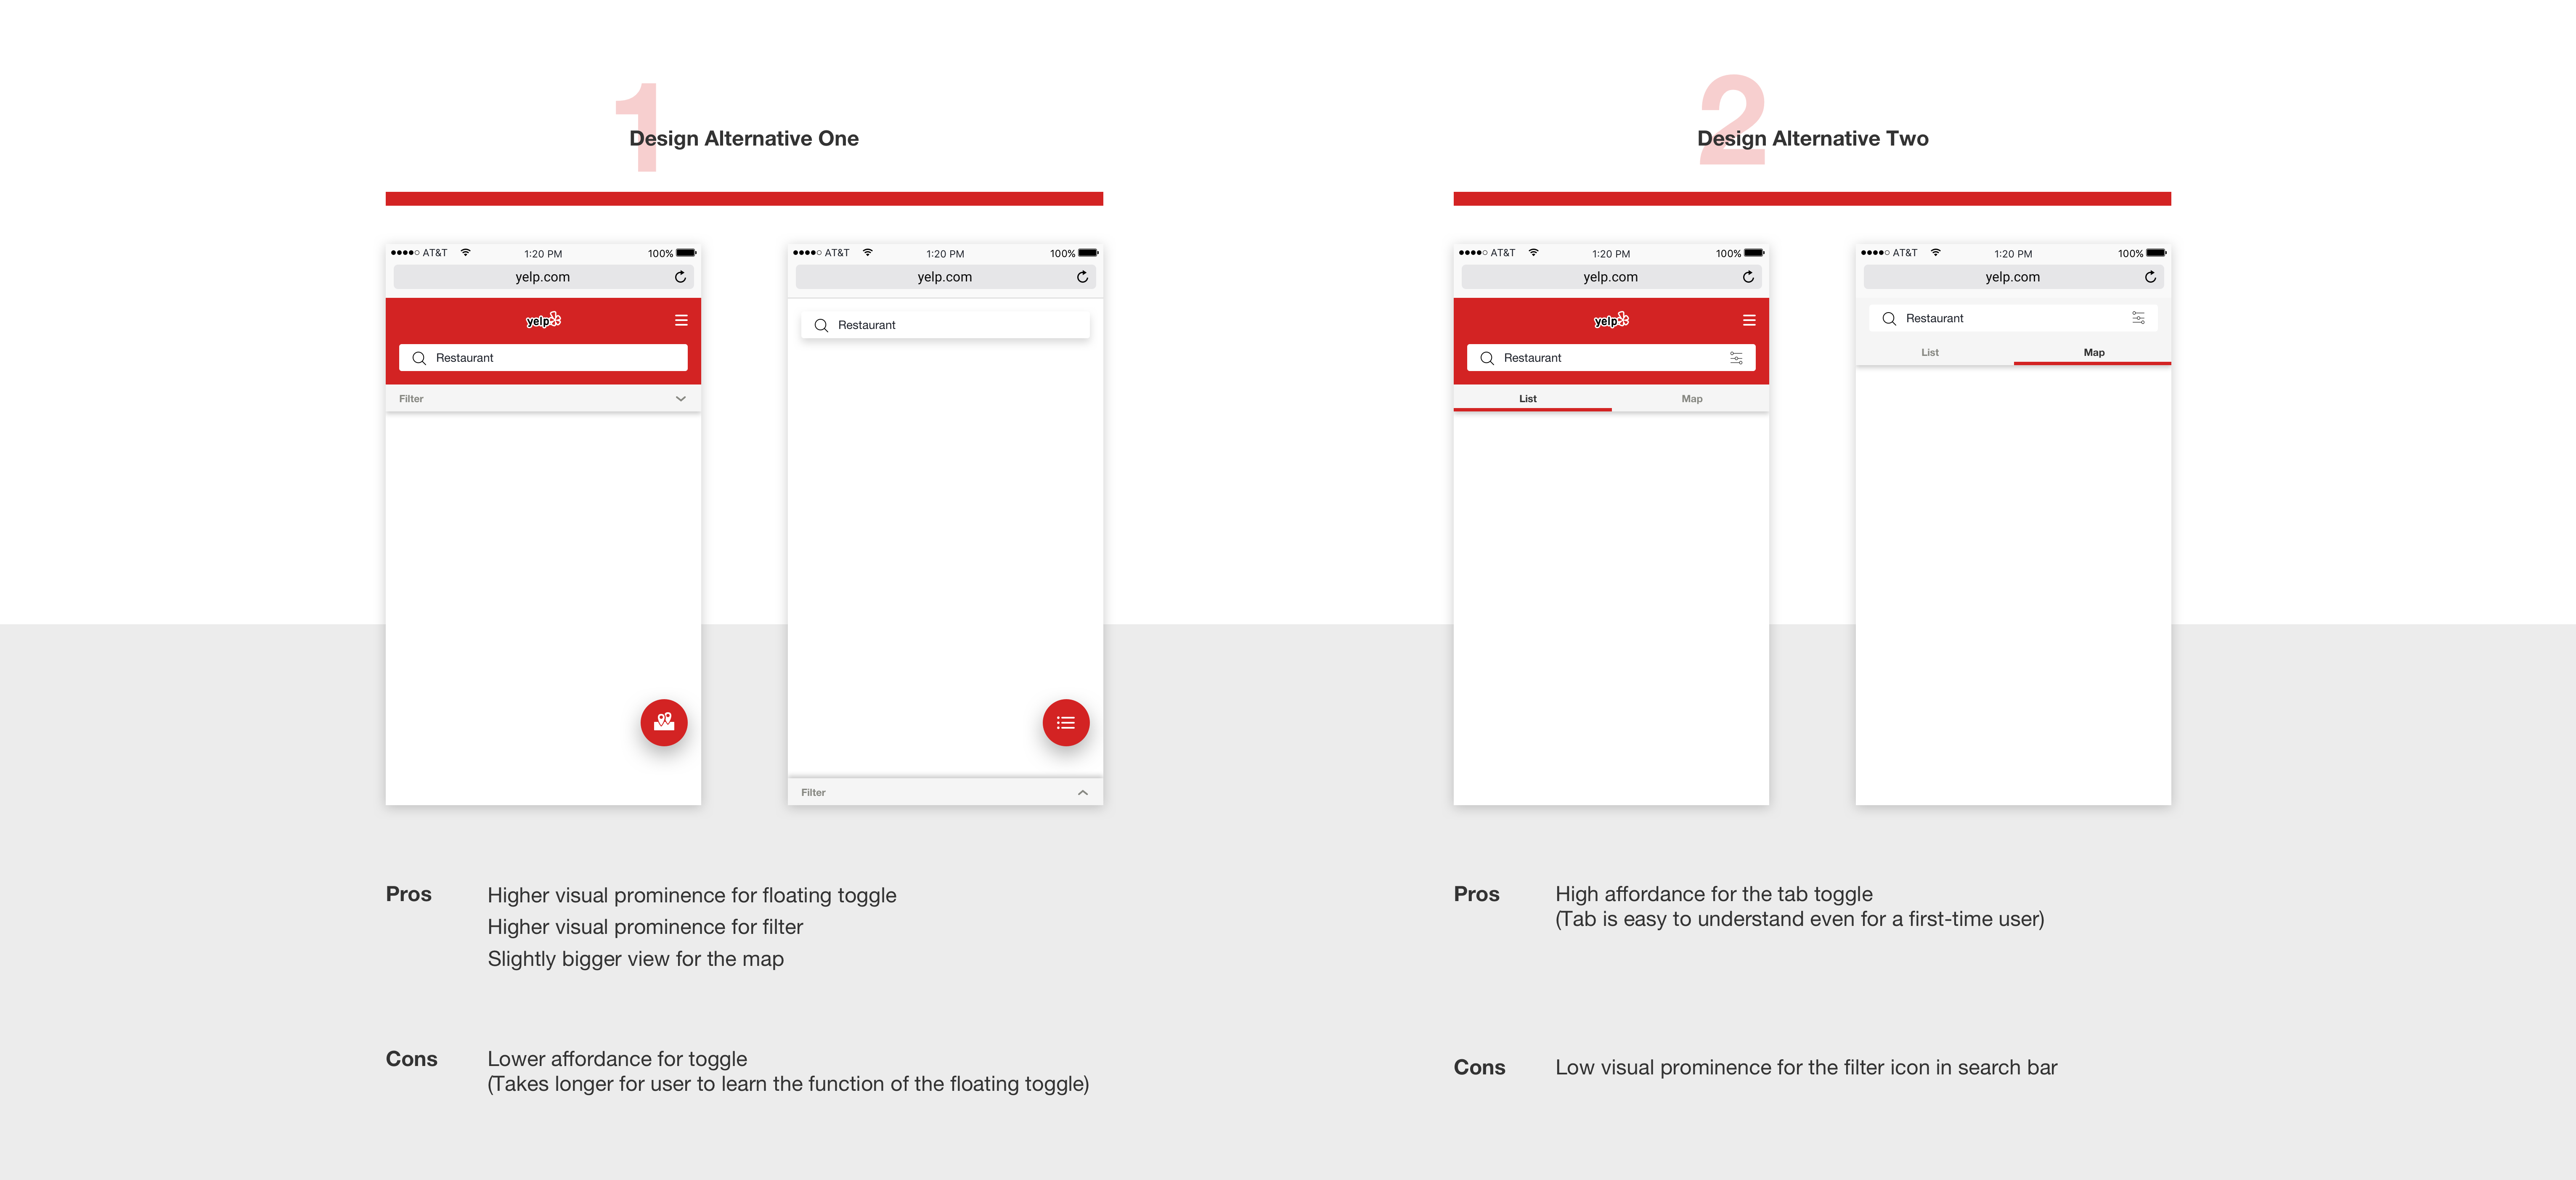 1
Design Alternative One
AT&T 1:20 PM 100%
yelp.com
yelp
Restaurant
Filter
AT&T 1:20 PM 100%
yelp.com
Restaurant
Filter
Pros
Higher visual prominence for floating toggle
Higher visual prominence for filter
Slightly bigger view for the map
Cons
Lower affordance for toggle
(Takes longer for user to learn the function of the floating toggle)
2
Design Alternative Two
AT&T 1:20 PM 100%
yelp.com
yelp
Restaurant
List Map
AT&T 1:20 PM 100%
yelp.com
Restaurant
List Map
Pros
High affordance for the tab toggle
(Tab is easy to understand even for a first-time user)
Cons
Low visual prominence for the filter icon in search bar